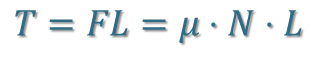 T = FL = μ · N · L